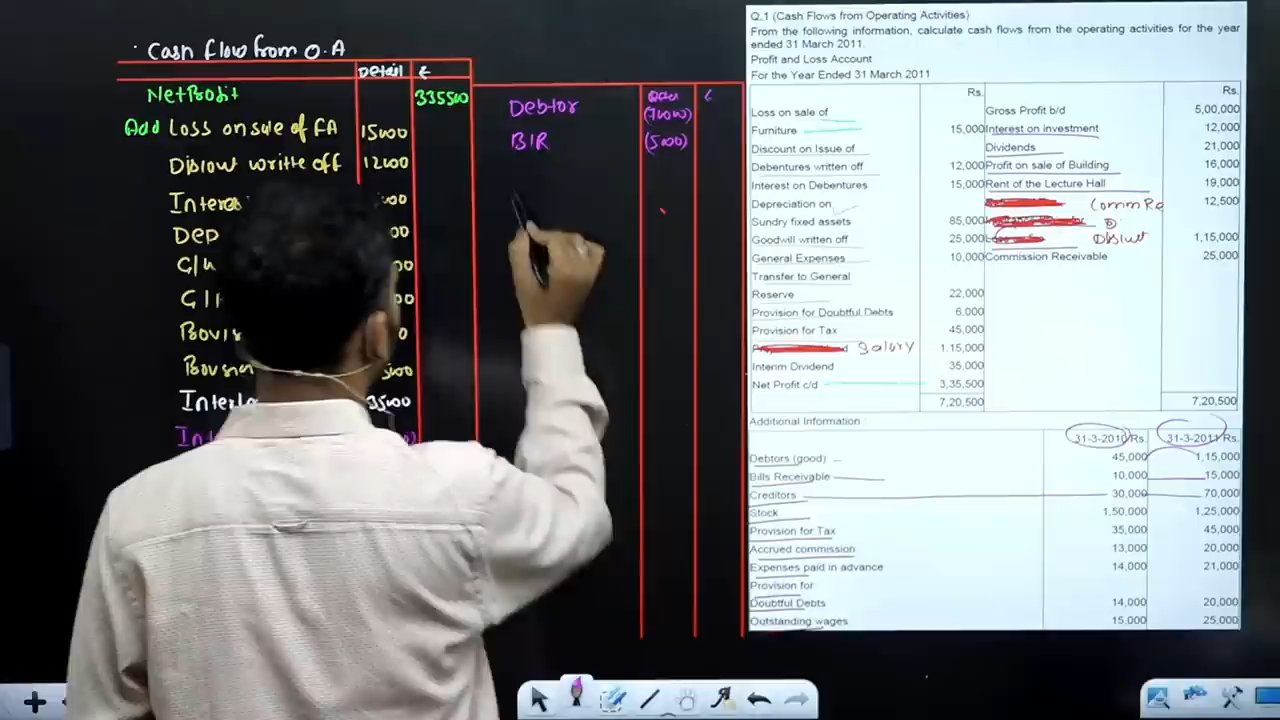 Cash flow from O.A
Detail ₹
Net Profit 335500
Add Loss on sale of FA 15000
Discount written off 12000
Debtor (70000)
B/R (5000)
35000
Q.1 (Cash Flows from Operating Activities)
From the following information, calculate cash flows from the operating activities for the year
ended 31 March 2011.
Profit and Loss Account
For the Year Ended 31 March 2011
Rs. Rs.
Loss on sale of Gross Profit b/d 5,00,000
Furniture 15,000 Interest on investment 12,000
Discount on Issue of Dividends 21,000
Debentures written off 12,000 Profit on sale of Building 16,000
Interest on Debentures 15,000 Rent of the Lecture Hall 19,000
Depreciation on Comm Re 12,500
Sundry fixed assets 85,000
Goodwill written off 25,000 1,15,000
General Expenses 10,000 Commission Receivable 25,000
Transfer to General
Reserve 22,000
Provision for Doubtful Debts 6,000
Provision for Tax 45,000
Salary 1,15,000
Interim Dividend 35,000
Net Profit c/d 3,35,500
7,20,500 7,20,500
Additional Information
31-3-2010 Rs. 31-3-2011 Rs.
Debtors (good) 45,000 1,15,000
Bills Receivable 10,000 15,000
Creditors 30,000 70,000
Stock 1,50,000 1,25,000
Provision for Tax 35,000 45,000
Accrued commission 13,000 20,000
Expenses paid in advance 14,000 21,000
Provision for
Doubtful Debts 14,000 20,000
Outstanding wages 15,000 25,000